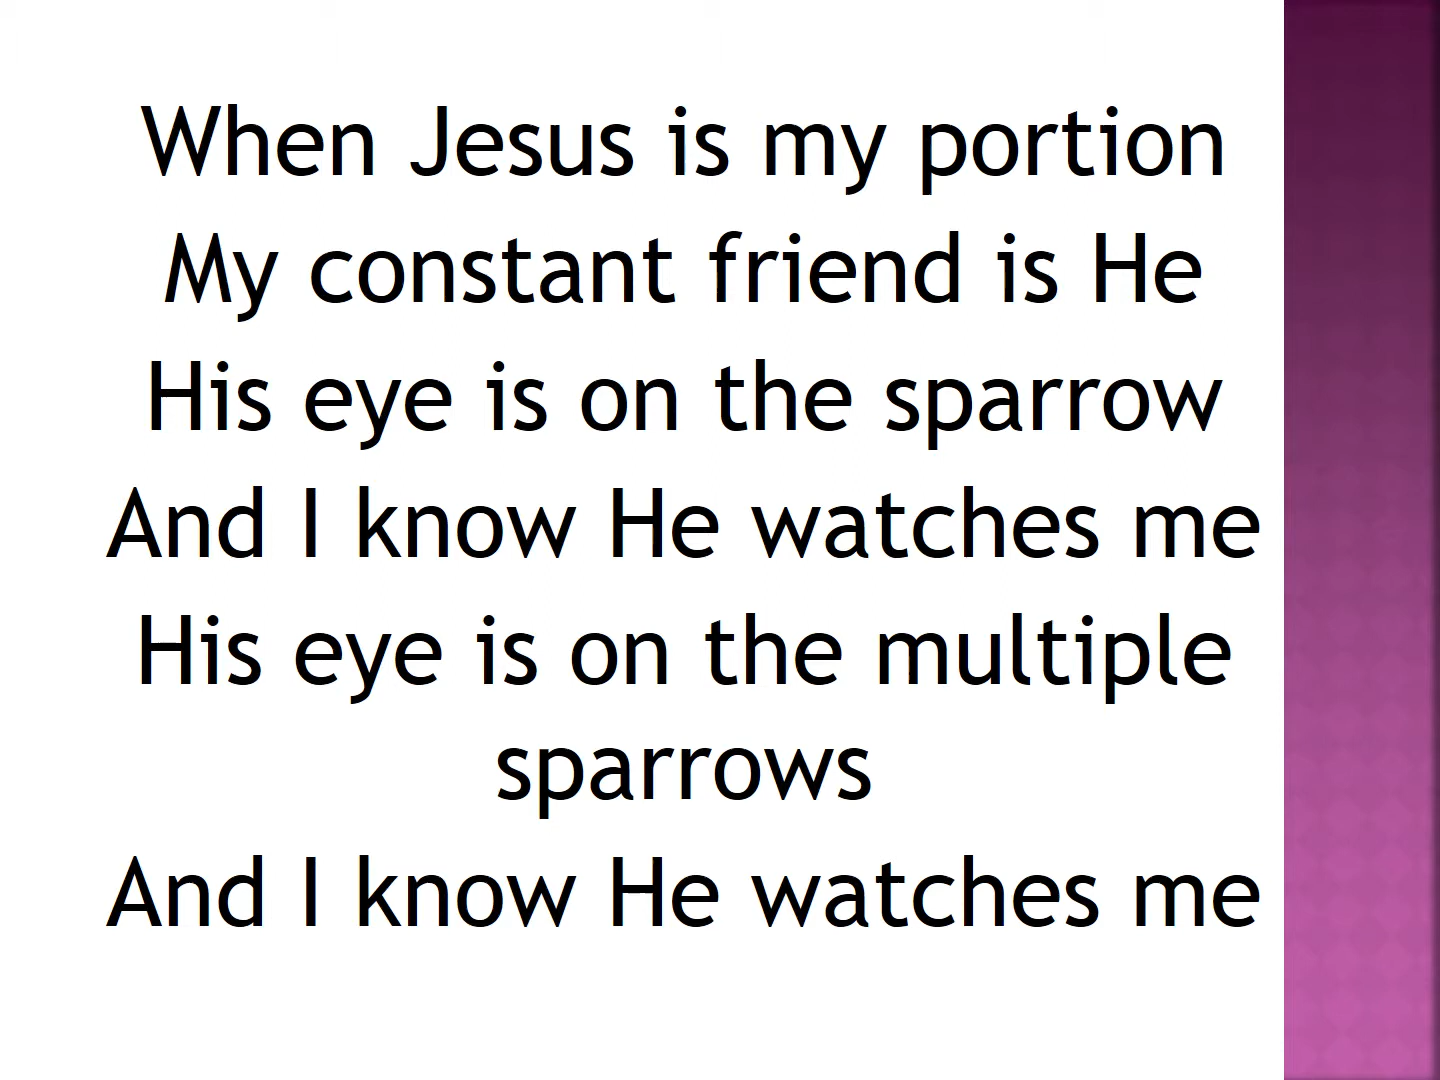 When Jesus is my portion
My constant friend is He
His eye is on the sparrow
And I know He watches me
His eye is on the multiple
sparrows
And I know He watches me